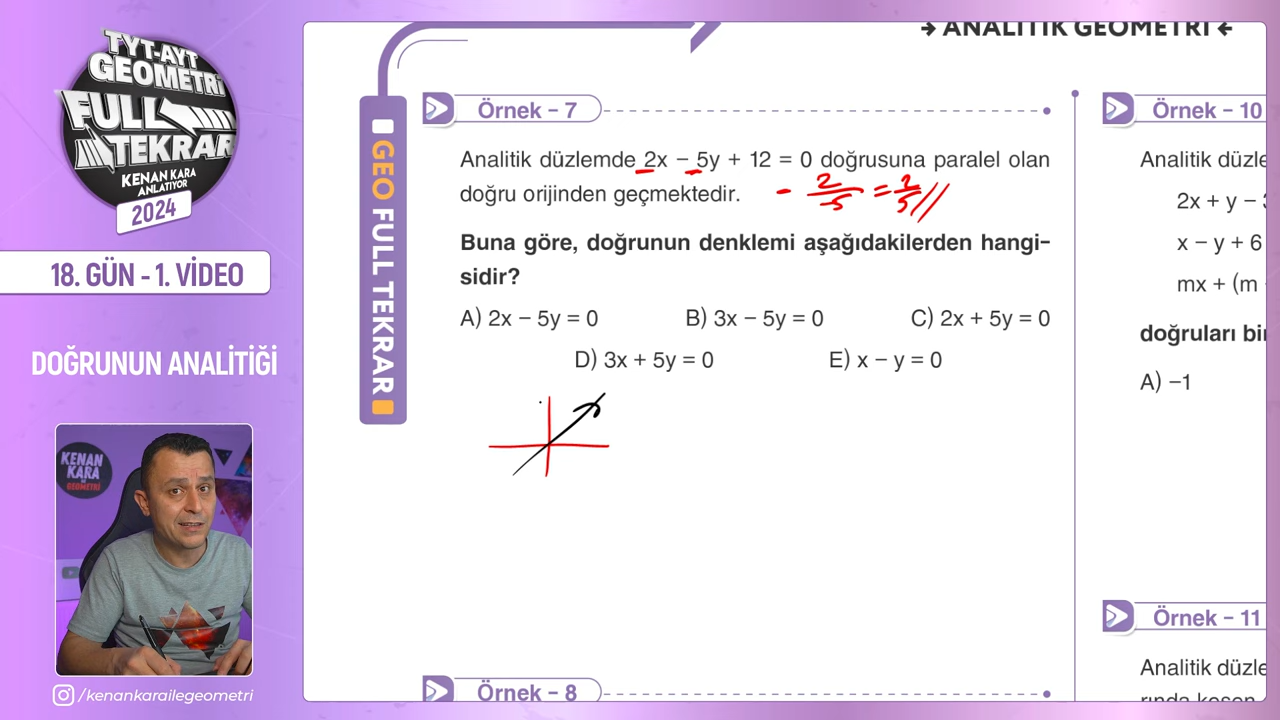 TYT-AYT
GEOMETRİ
FULL
TEKRAR
KENAN KARA
ANLATIYOR
2024
18. GÜN - 1. VİDEO
DOĞRUNUN ANALİTİĞİ
KENAN
KARA
GEOMETRİ
/kenankarailegeometri
GEO FULL TEKRAR
ANALİTİK GEOMETRİ
Örnek – 7
Analitik düzlemde 2x – 5y + 12 = 0 doğrusuna paralel olan
doğru orijinden geçmektedir.
- 2/-5 = 2/5 //
Buna göre, doğrunun denklemi aşağıdakilerden hangi-
sidir?
A) 2x – 5y = 0 B) 3x – 5y = 0 C) 2x + 5y = 0
D) 3x + 5y = 0 E) x – y = 0
Örnek – 8
Örnek – 10
Analitik düzle
2x + y –
x – y + 6
mx + (m
doğruları bi
A) –1
Örnek – 11
Analitik düzle